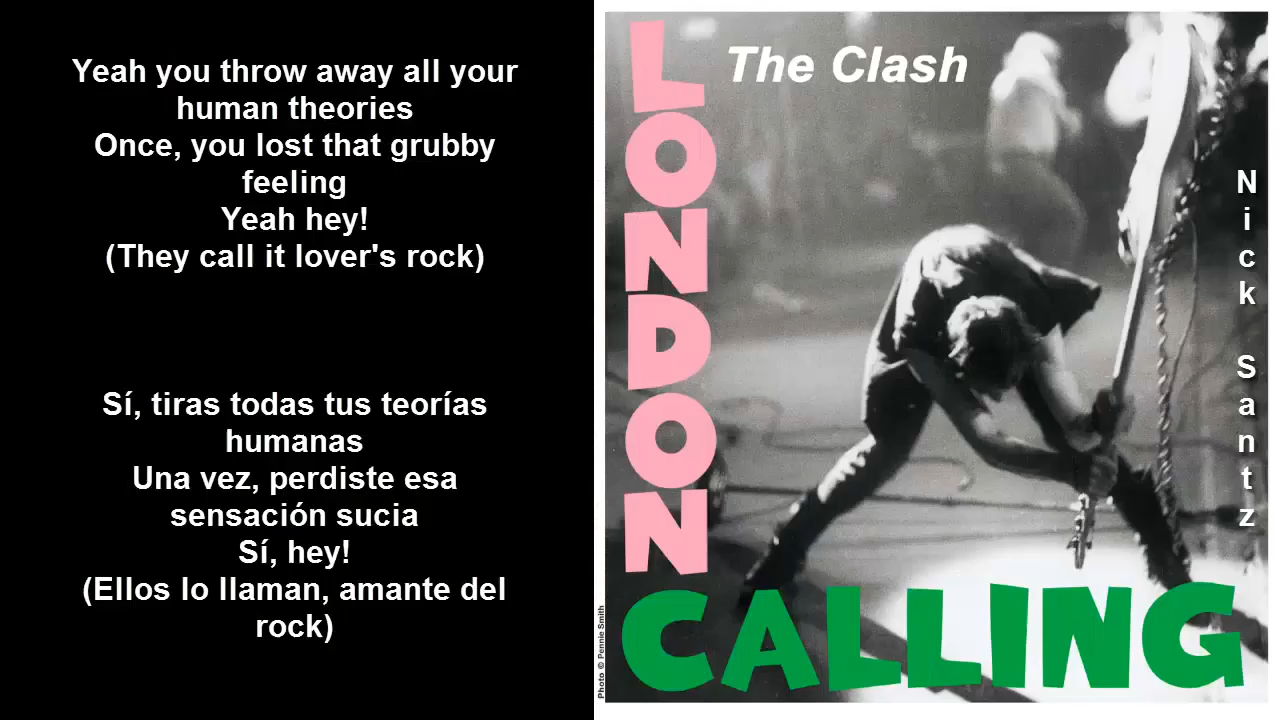 Yeah you throw away all your
human theories
Once, you lost that grubby
feeling
Yeah hey!
(They call it lover's rock)
Sí, tiras todas tus teorías
humanas
Una vez, perdiste esa
sensación sucia
Sí, hey!
(Ellos lo llaman, amante del
rock)
The Clash
LONDON
CALLING
Nick Santz
Photo © Pennie Smith